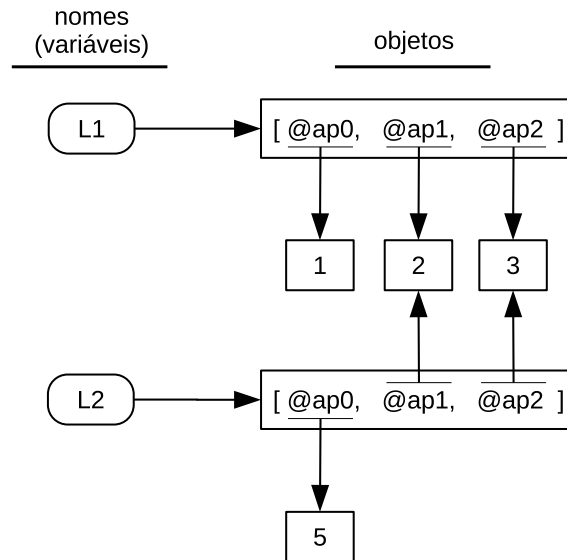 nomes
(variáveis)
objetos
L1
[ @ap0, @ap1, @ap2 ]
1 2 3
L2
[ @ap0, @ap1, @ap2 ]
5